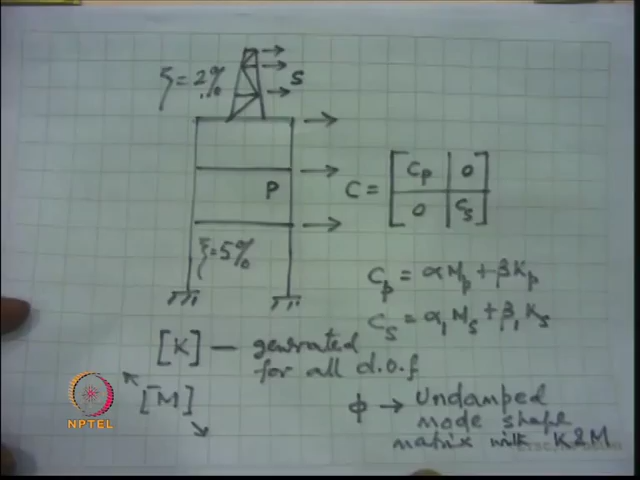 ξ = 2%
S
P
ξ = 5%
C = [Cp 0
0 Cs]
Cp = αMp + βKp
Cs = α₁Ms + β₁Ks
[K] — generated
for all d.o.f
[M]
ϕ → Undamped
mode shape
matrix with K&M
NPTEL